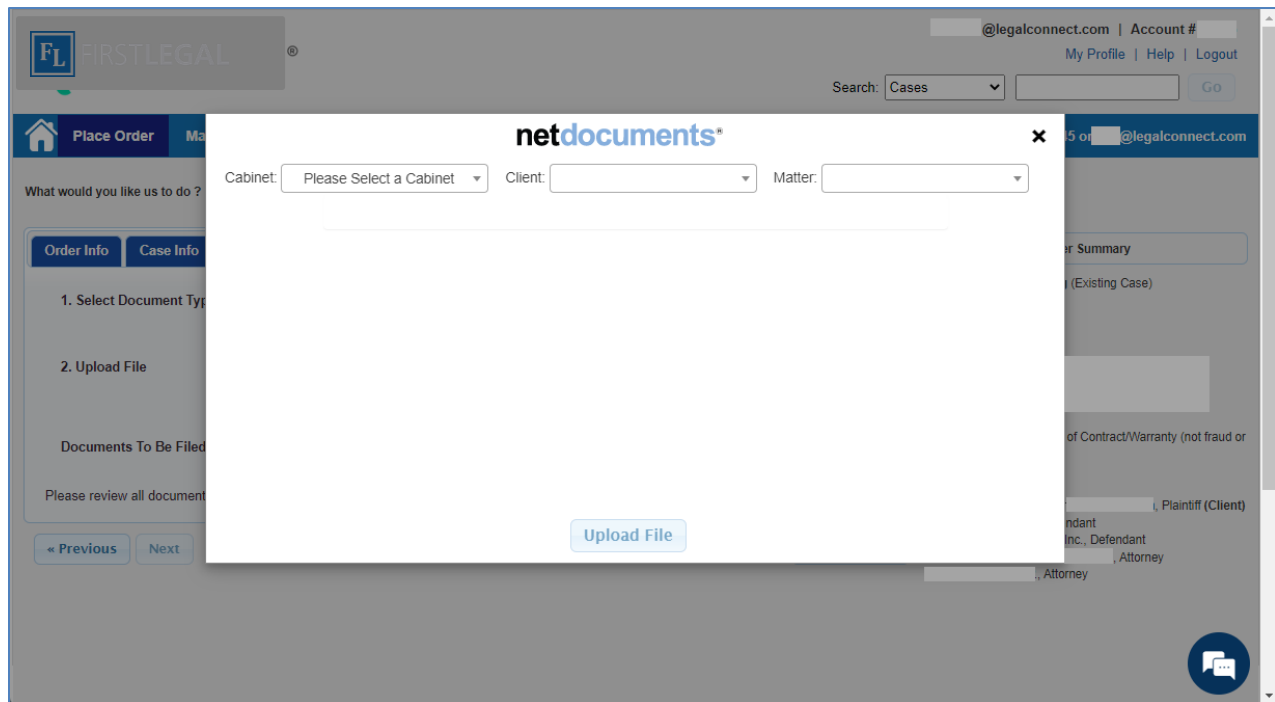 @legalconnect.com | Account #
FL FIRSTLEGAL ®
My Profile | Help | Logout
Search: Cases Go
Place Order Ma
5 or @legalconnect.com
netdocuments®
Cabinet: Please Select a Cabinet Client: Matter:
What would you like us to do ?
Order Info Case Info
er Summary
(Existing Case)
1. Select Document Typ
2. Upload File
of Contract/Warranty (not fraud or
Documents To Be Filed
Please review all document
, Plaintiff (Client)
ndant
Inc., Defendant
, Attorney
., Attorney
Upload File
« Previous Next